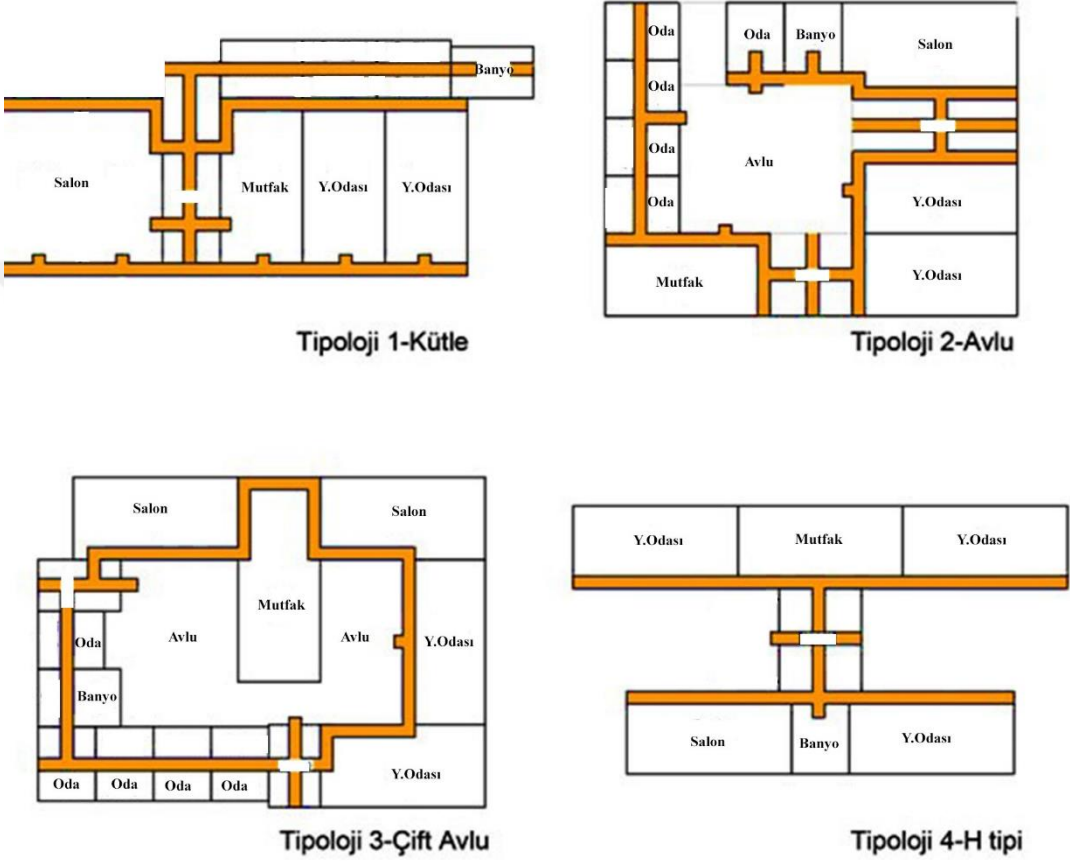 Banyo
Salon
Mutfak
Y.Odası
Y.Odası
Tipoloji 1-Kütle
Oda
Oda
Banyo
Salon
Oda
Avlu
Oda
Oda
Y.Odası
Mutfak
Y.Odası
Tipoloji 2-Avlu
Salon
Salon
Mutfak
Avlu
Avlu
Oda
Y.Odası
Banyo
Y.Odası
Oda
Oda
Oda
Oda
Tipoloji 3-Çift Avlu
Y.Odası
Mutfak
Y.Odası
Salon
Banyo
Y.Odası
Tipoloji 4-H tipi